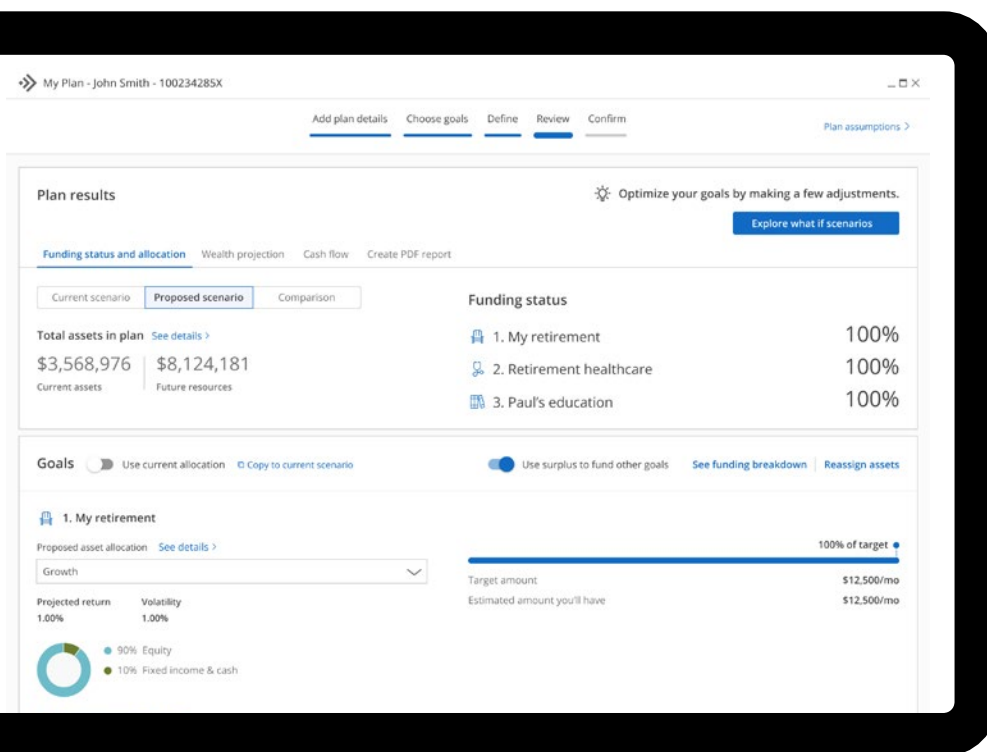 My Plan - John Smith - 100234285X
Add plan details Choose goals Define Review Confirm
Plan assumptions >
Plan results
Optimize your goals by making a few adjustments.
Explore what if scenarios
Funding status and allocation Wealth projection Cash flow Create PDF report
Current scenario Proposed scenario Comparison
Total assets in plan See details >
$3,568,976 $8,124,181
Current assets Future resources
Funding status
1. My retirement 100%
2. Retirement healthcare 100%
3. Paul's education 100%
Goals Use current allocation Copy to current scenario
Use surplus to fund other goals See funding breakdown Reassign assets
1. My retirement
Proposed asset allocation See details >
Growth
Projected return Volatility
1.00% 1.00%
90% Equity
10% Fixed income & cash
100% of target
Target amount $12,500/mo
Estimated amount you'll have $12,500/mo